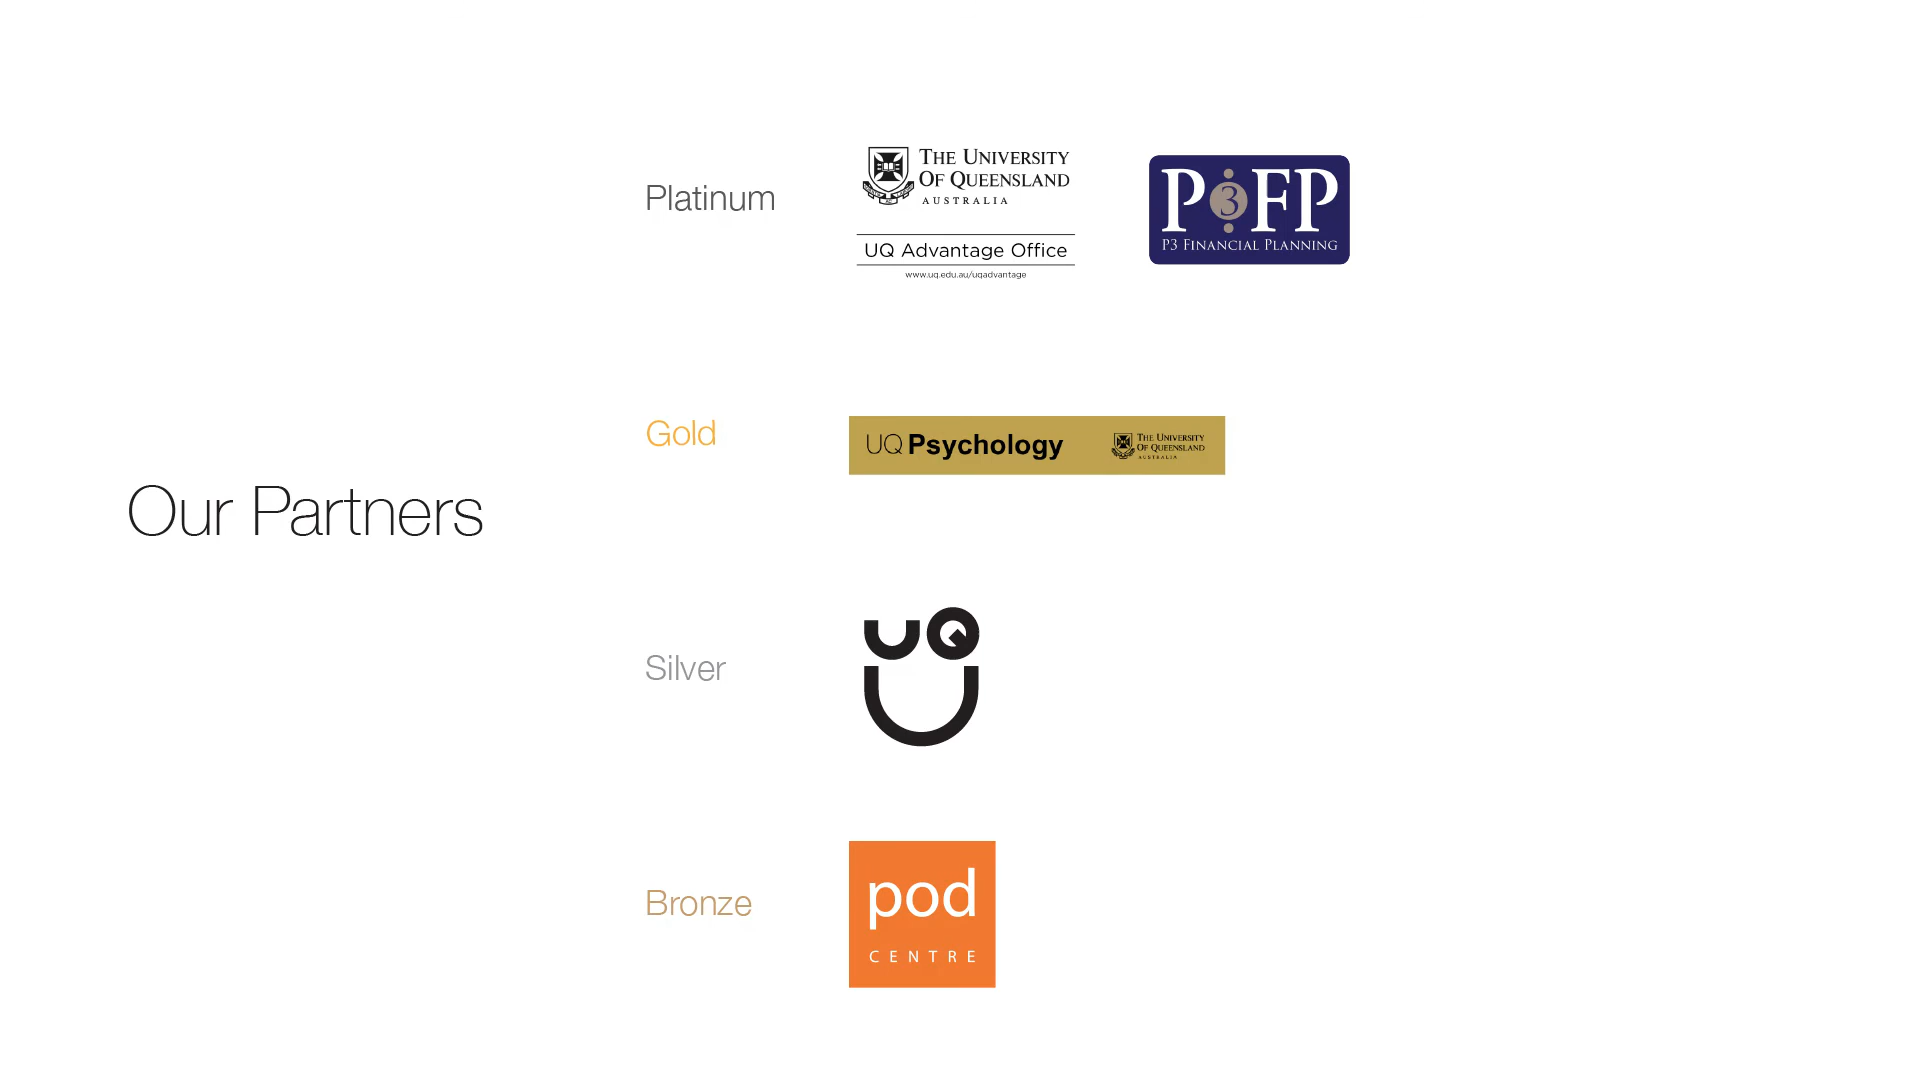 Our Partners
Platinum
THE UNIVERSITY
OF QUEENSLAND
AUSTRALIA
UQ Advantage Office
www.uq.edu.au/uqadvantage
P3FP
P3 FINANCIAL PLANNING
Gold
UQ Psychology
THE UNIVERSITY
OF QUEENSLAND
AUSTRALIA
Silver
UQ
U
Bronze
pod
CENTRE